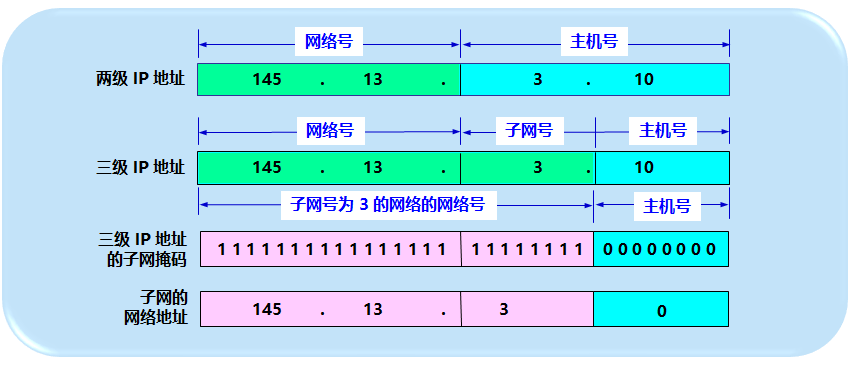 网络号 主机号
两级 IP 地址 145 . 13 . 3 . 10
网络号 子网号 主机号
三级 IP 地址 145 . 13 . 3 . 10
子网号为 3 的网络的网络号 主机号
三级 IP 地址
的子网掩码
1 1 1 1 1 1 1 1 1 1 1 1 1 1 1 1 1 1 1 1 1 1 1 1 0 0 0 0 0 0 0 0
子网的
网络地址
145 . 13 . 3 0